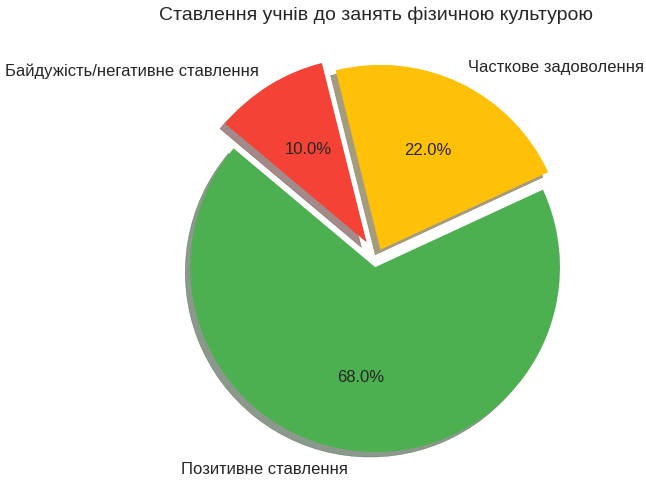 Ставлення учнів до занять фізичною культурою
Байдужість/негативне ставлення
Часткове задоволення
10.0%
22.0%
68.0%
Позитивне ставлення